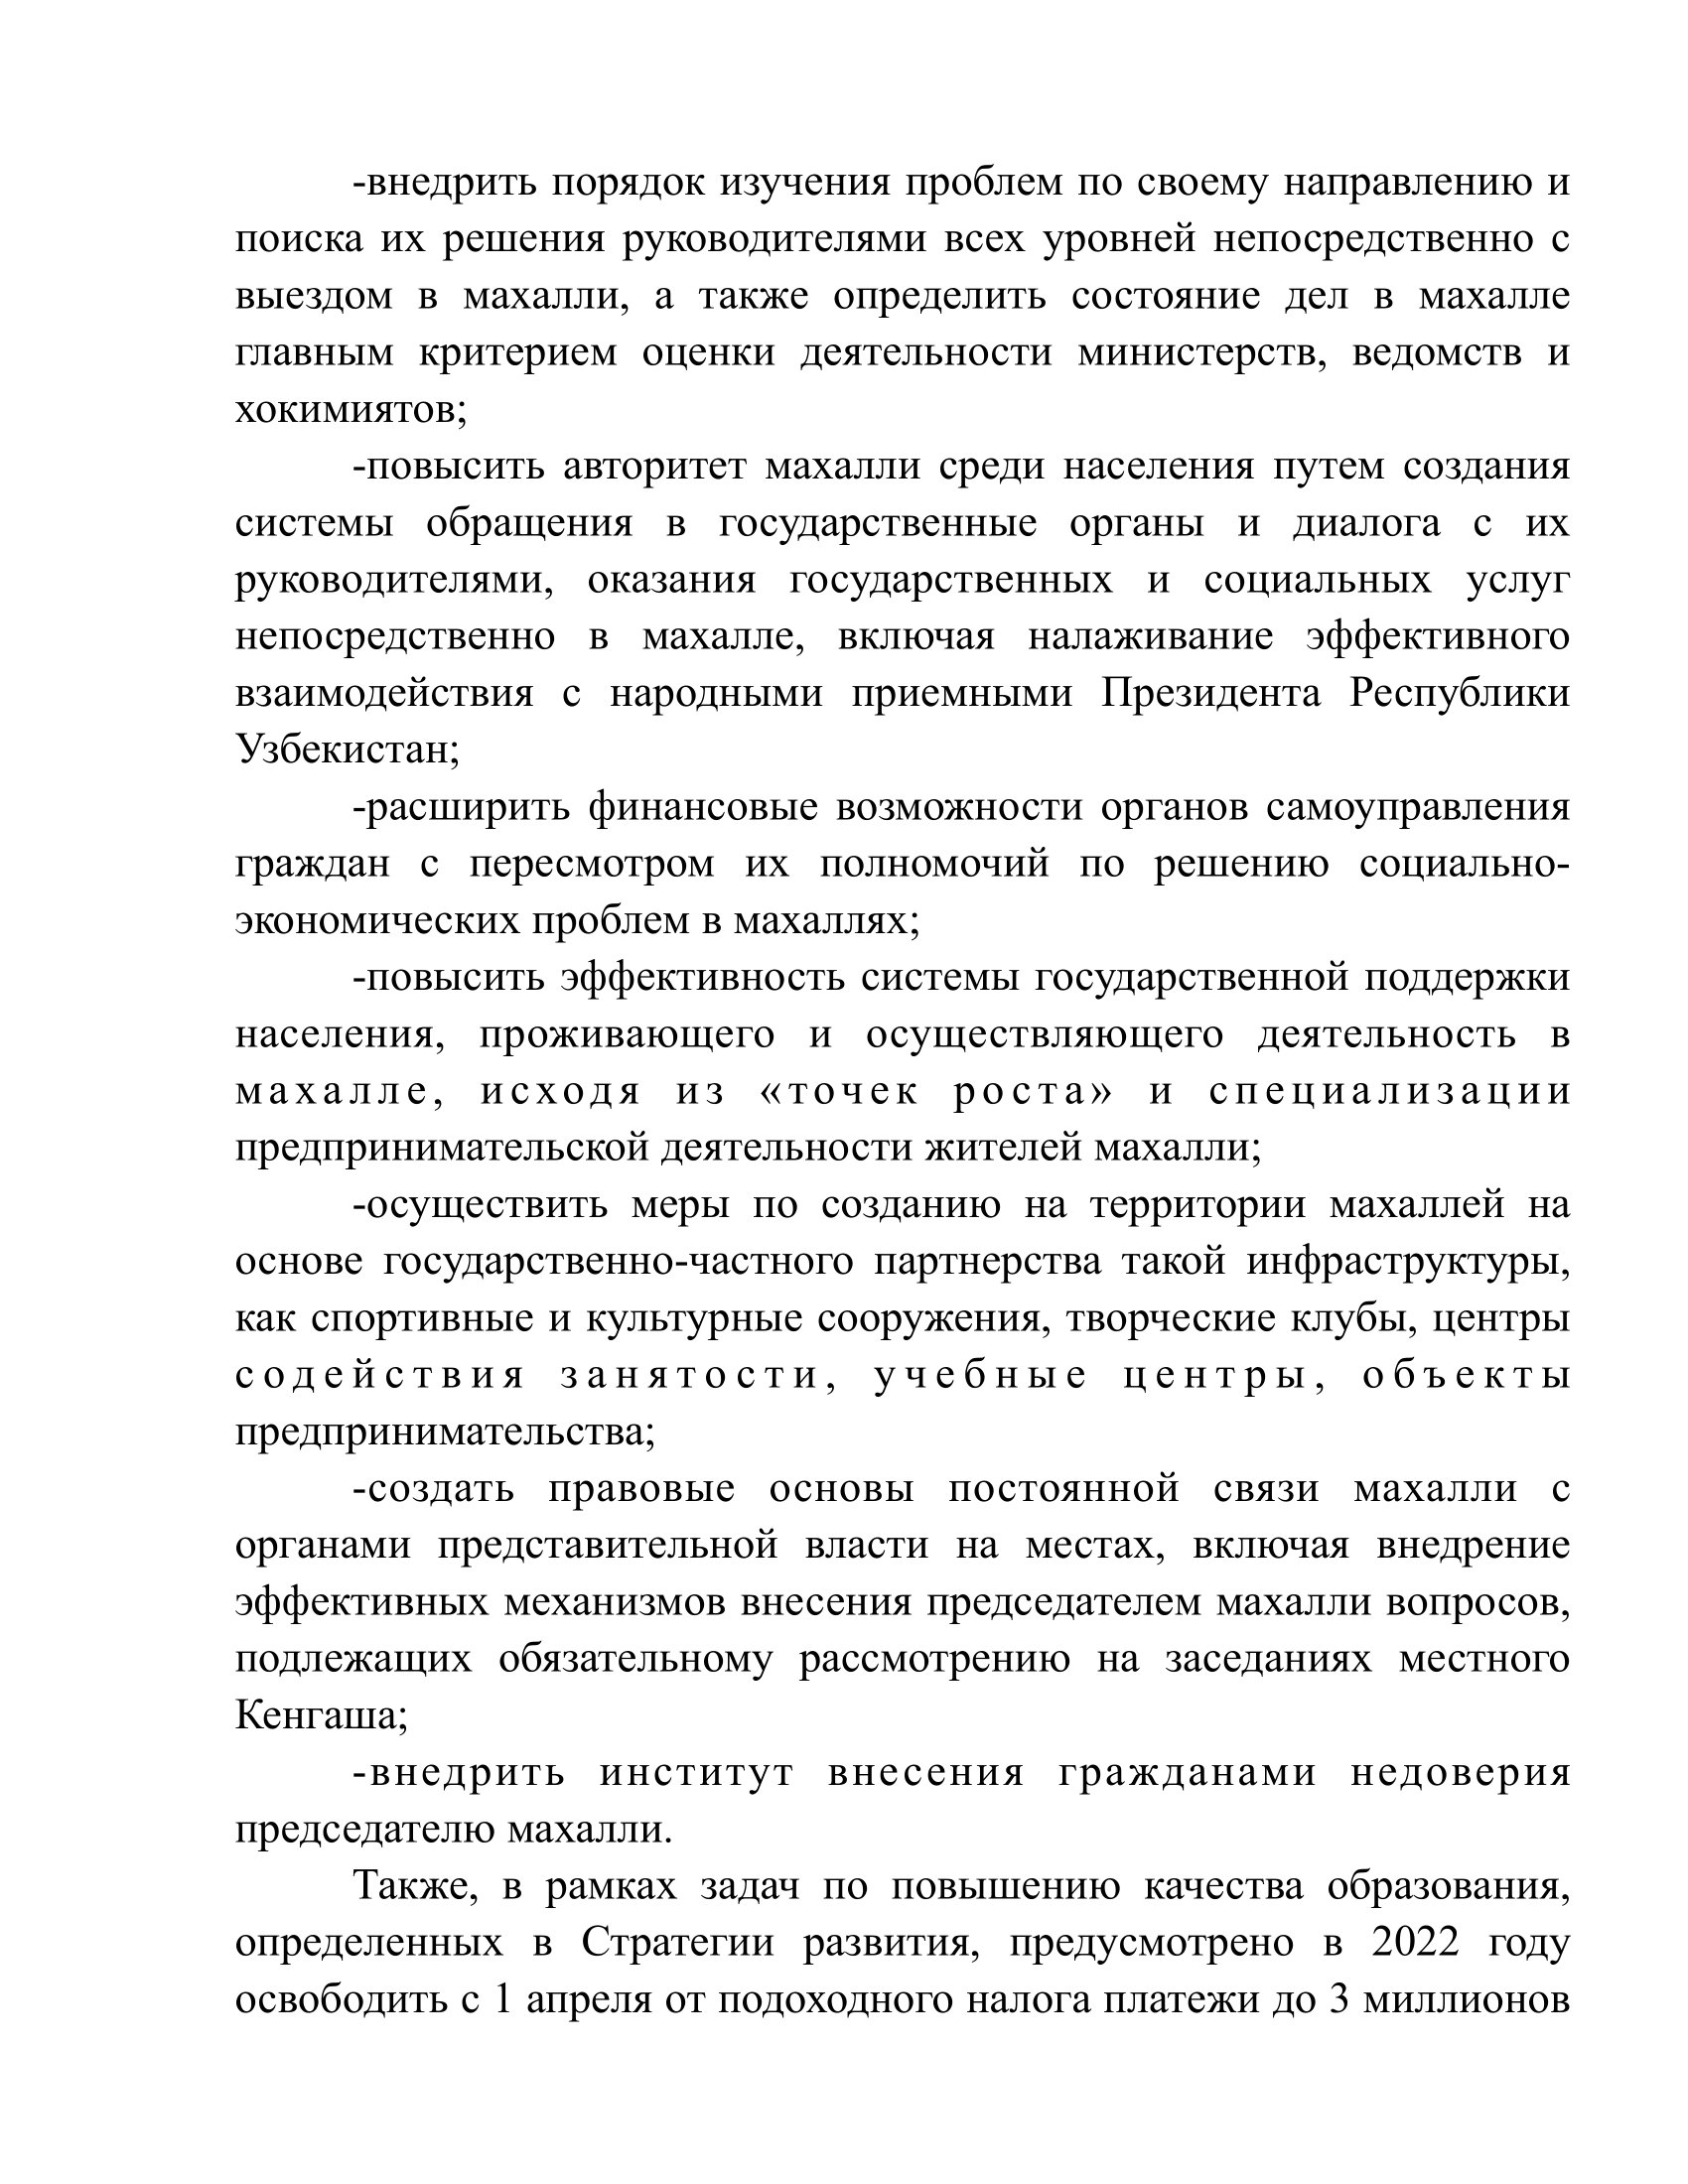 -внедрить порядок изучения проблем по своему направлению и
поиска их решения руководителями всех уровней непосредственно с
выездом в махалли, а также определить состояние дел в махалле
главным критерием оценки деятельности министерств, ведомств и
хокимиятов;
-повысить авторитет махалли среди населения путем создания
системы обращения в государственные органы и диалога с их
руководителями, оказания государственных и социальных услуг
непосредственно в махалле, включая налаживание эффективного
взаимодействия с народными приемными Президента Республики
Узбекистан;
-расширить финансовые возможности органов самоуправления
граждан с пересмотром их полномочий по решению социально-
экономических проблем в махаллях;
-повысить эффективность системы государственной поддержки
населения, проживающего и осуществляющего деятельность в
махалле, исходя из «точек роста» и специализации
предпринимательской деятельности жителей махалли;
-осуществить меры по созданию на территории махаллей на
основе государственно-частного партнерства такой инфраструктуры,
как спортивные и культурные сооружения, творческие клубы, центры
содействия занятости, учебные центры, объекты
предпринимательства;
-создать правовые основы постоянной связи махалли с
органами представительной власти на местах, включая внедрение
эффективных механизмов внесения председателем махалли вопросов,
подлежащих обязательному рассмотрению на заседаниях местного
Кенгаша;
-внедрить институт внесения гражданами недоверия
председателю махалли.
Также, в рамках задач по повышению качества образования,
определенных в Стратегии развития, предусмотрено в 2022 году
освободить с 1 апреля от подоходного налога платежи до 3 миллионов